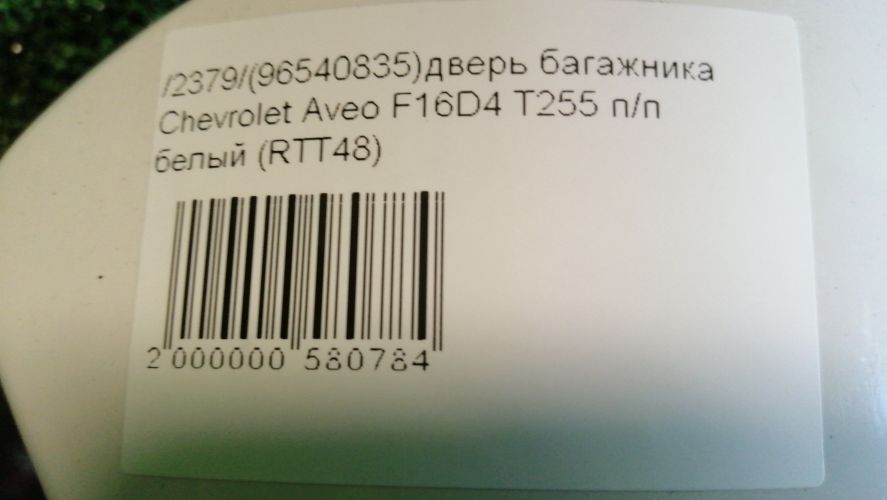 /2379/(96540835)дверь багажника
Chevrolet Aveo F16D4 T255 п/п
белый (RTT48)
2 000000 580784